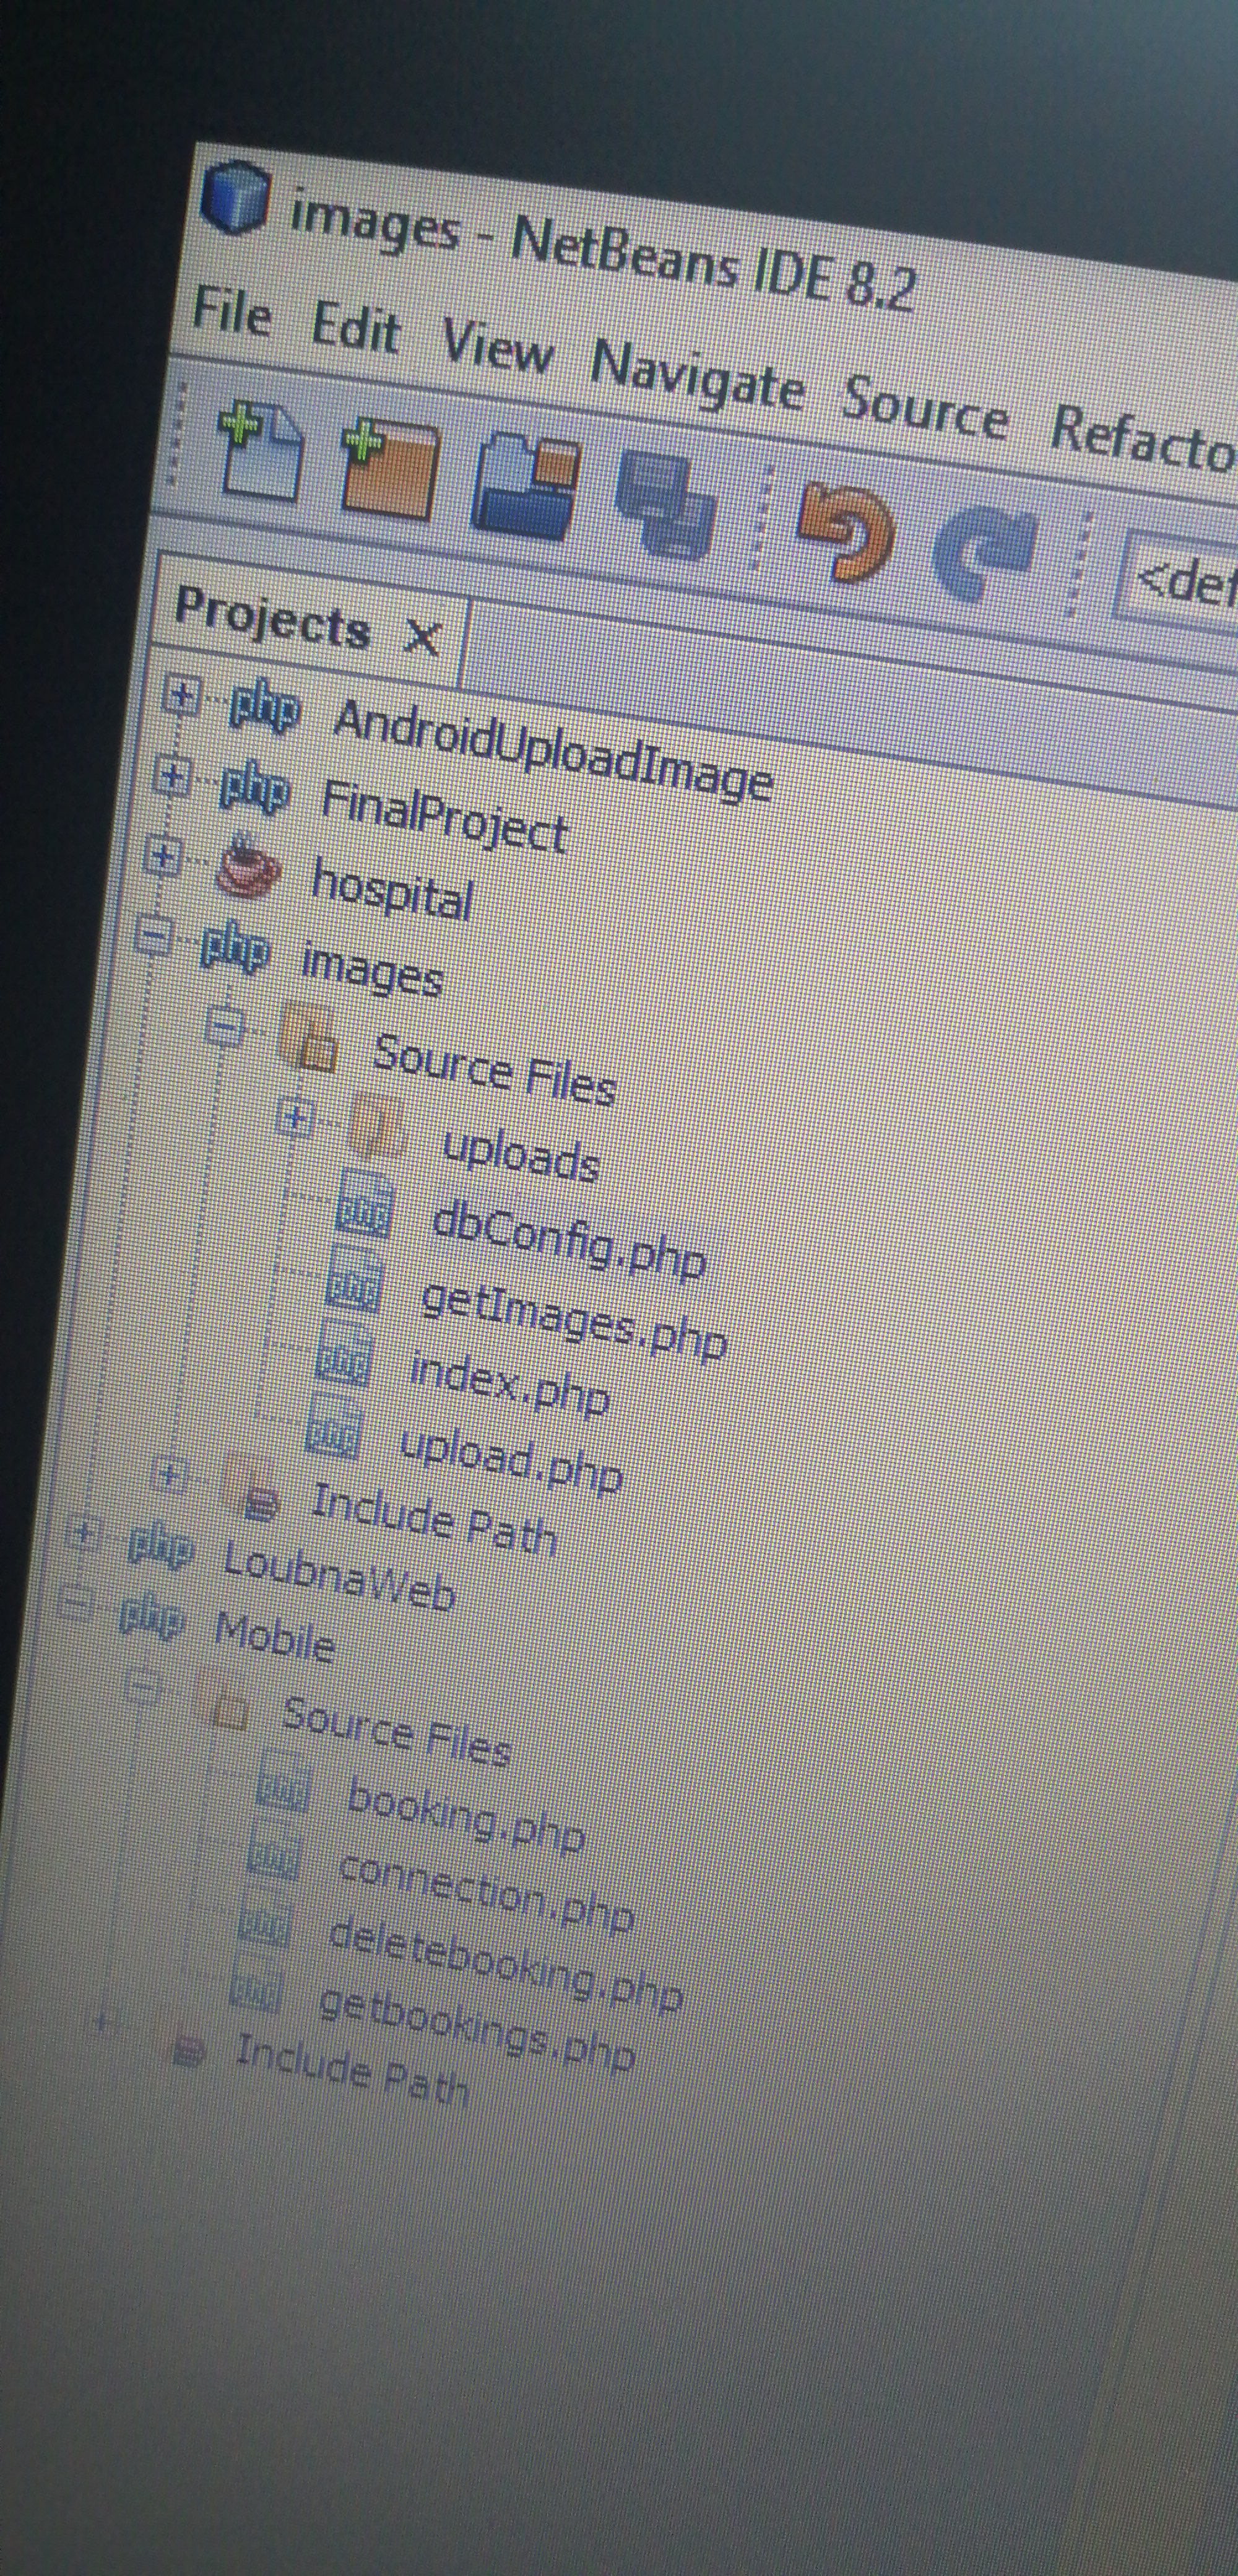 images - NetBeans IDE 8.2
File Edit View Navigate Source Refacto
<def
Projects X
php AndroidUploadImage
php FinalProject
hospital
php images
Source Files
uploads
php dbConfig.php
php getImages.php
php index.php
php upload.php
Include Path
php LoubnaWeb
php Mobile
Source Files
php booking.php
php connection.php
php deletebooking.php
php getbookings.php
Include Path